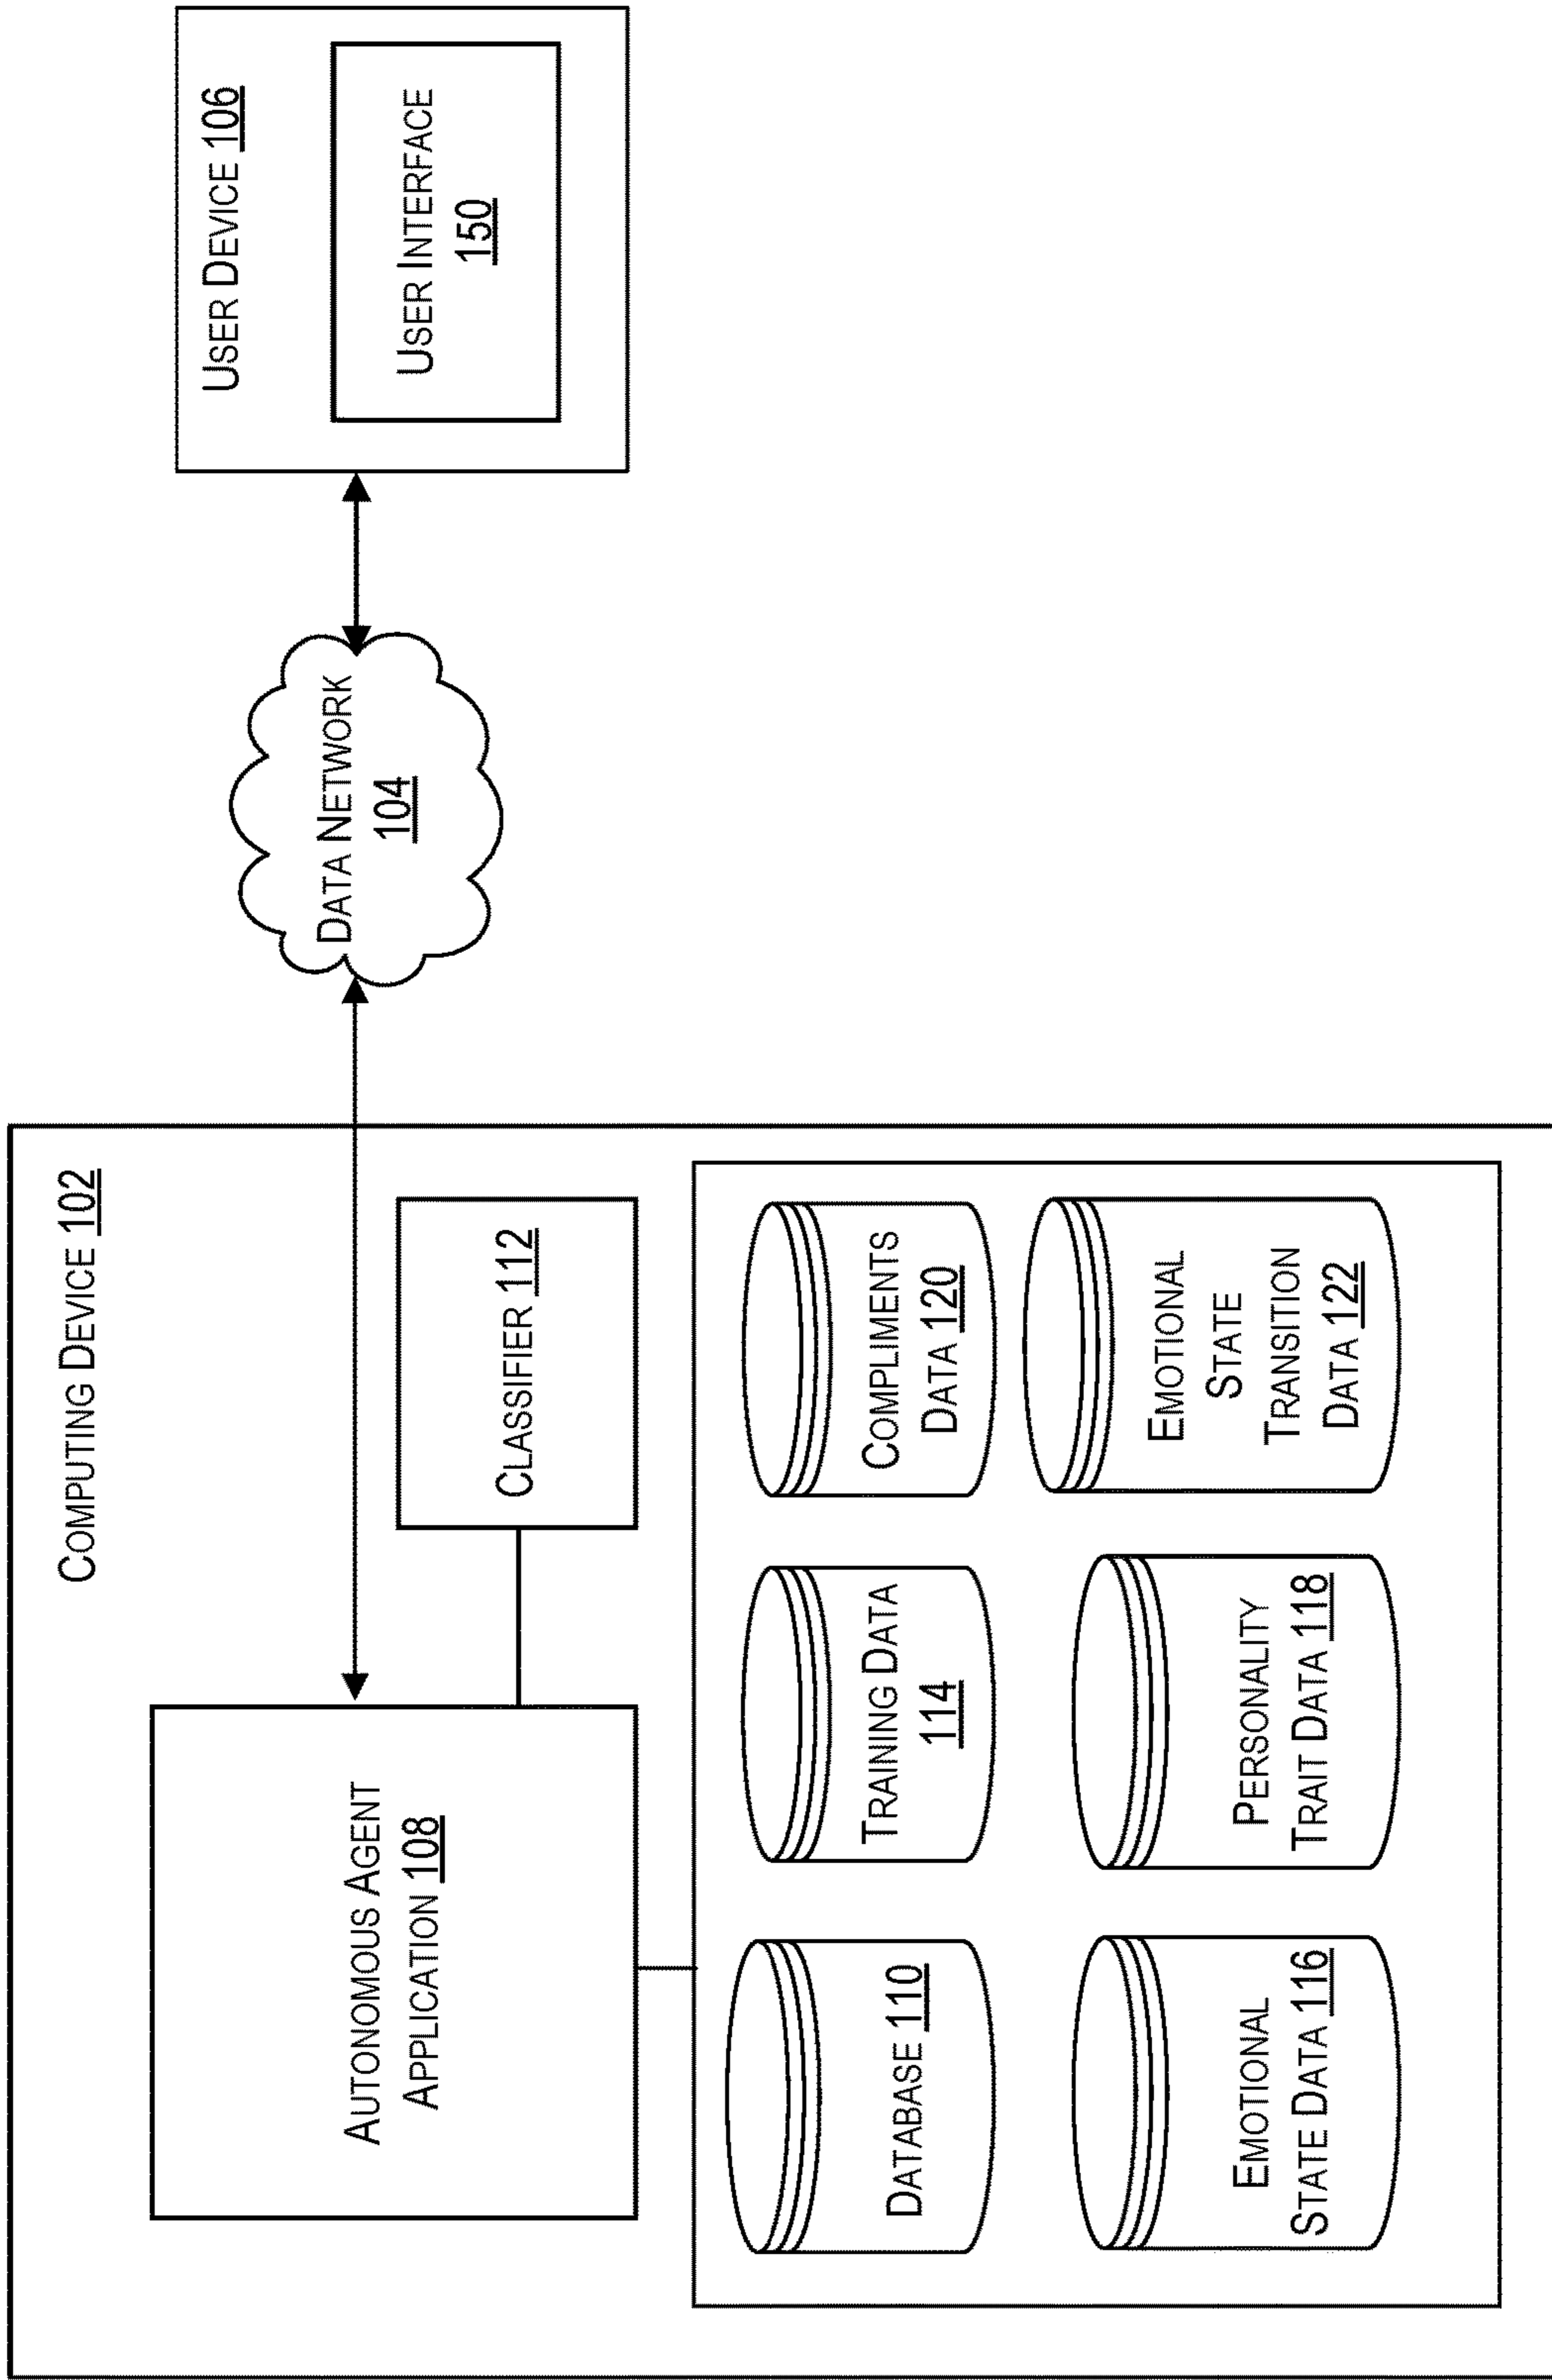 COMPUTING DEVICE 102
AUTONOMOUS AGENT
APPLICATION 108
CLASSIFIER 112
DATABASE 110
TRAINING DATA
114
COMPLIMENTS
DATA 120
EMOTIONAL
STATE DATA 116
PERSONALITY
TRAIT DATA 118
EMOTIONAL
STATE
TRANSITION
DATA 122
DATA NETWORK
104
USER DEVICE 106
USER INTERFACE
150